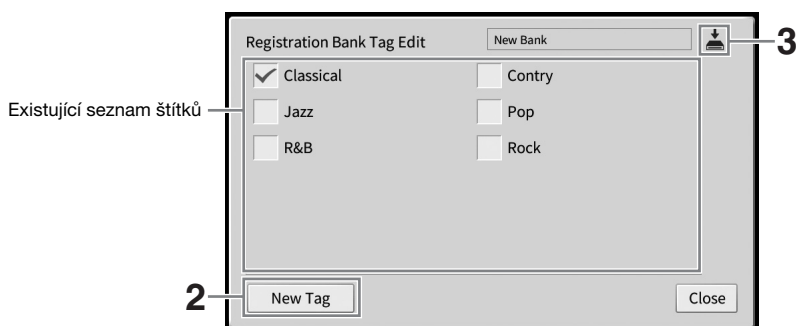 Registration Bank Tag Edit New Bank 3
Classical Contry
Existující seznam štítků Jazz Pop
R&B Rock
2 New Tag Close